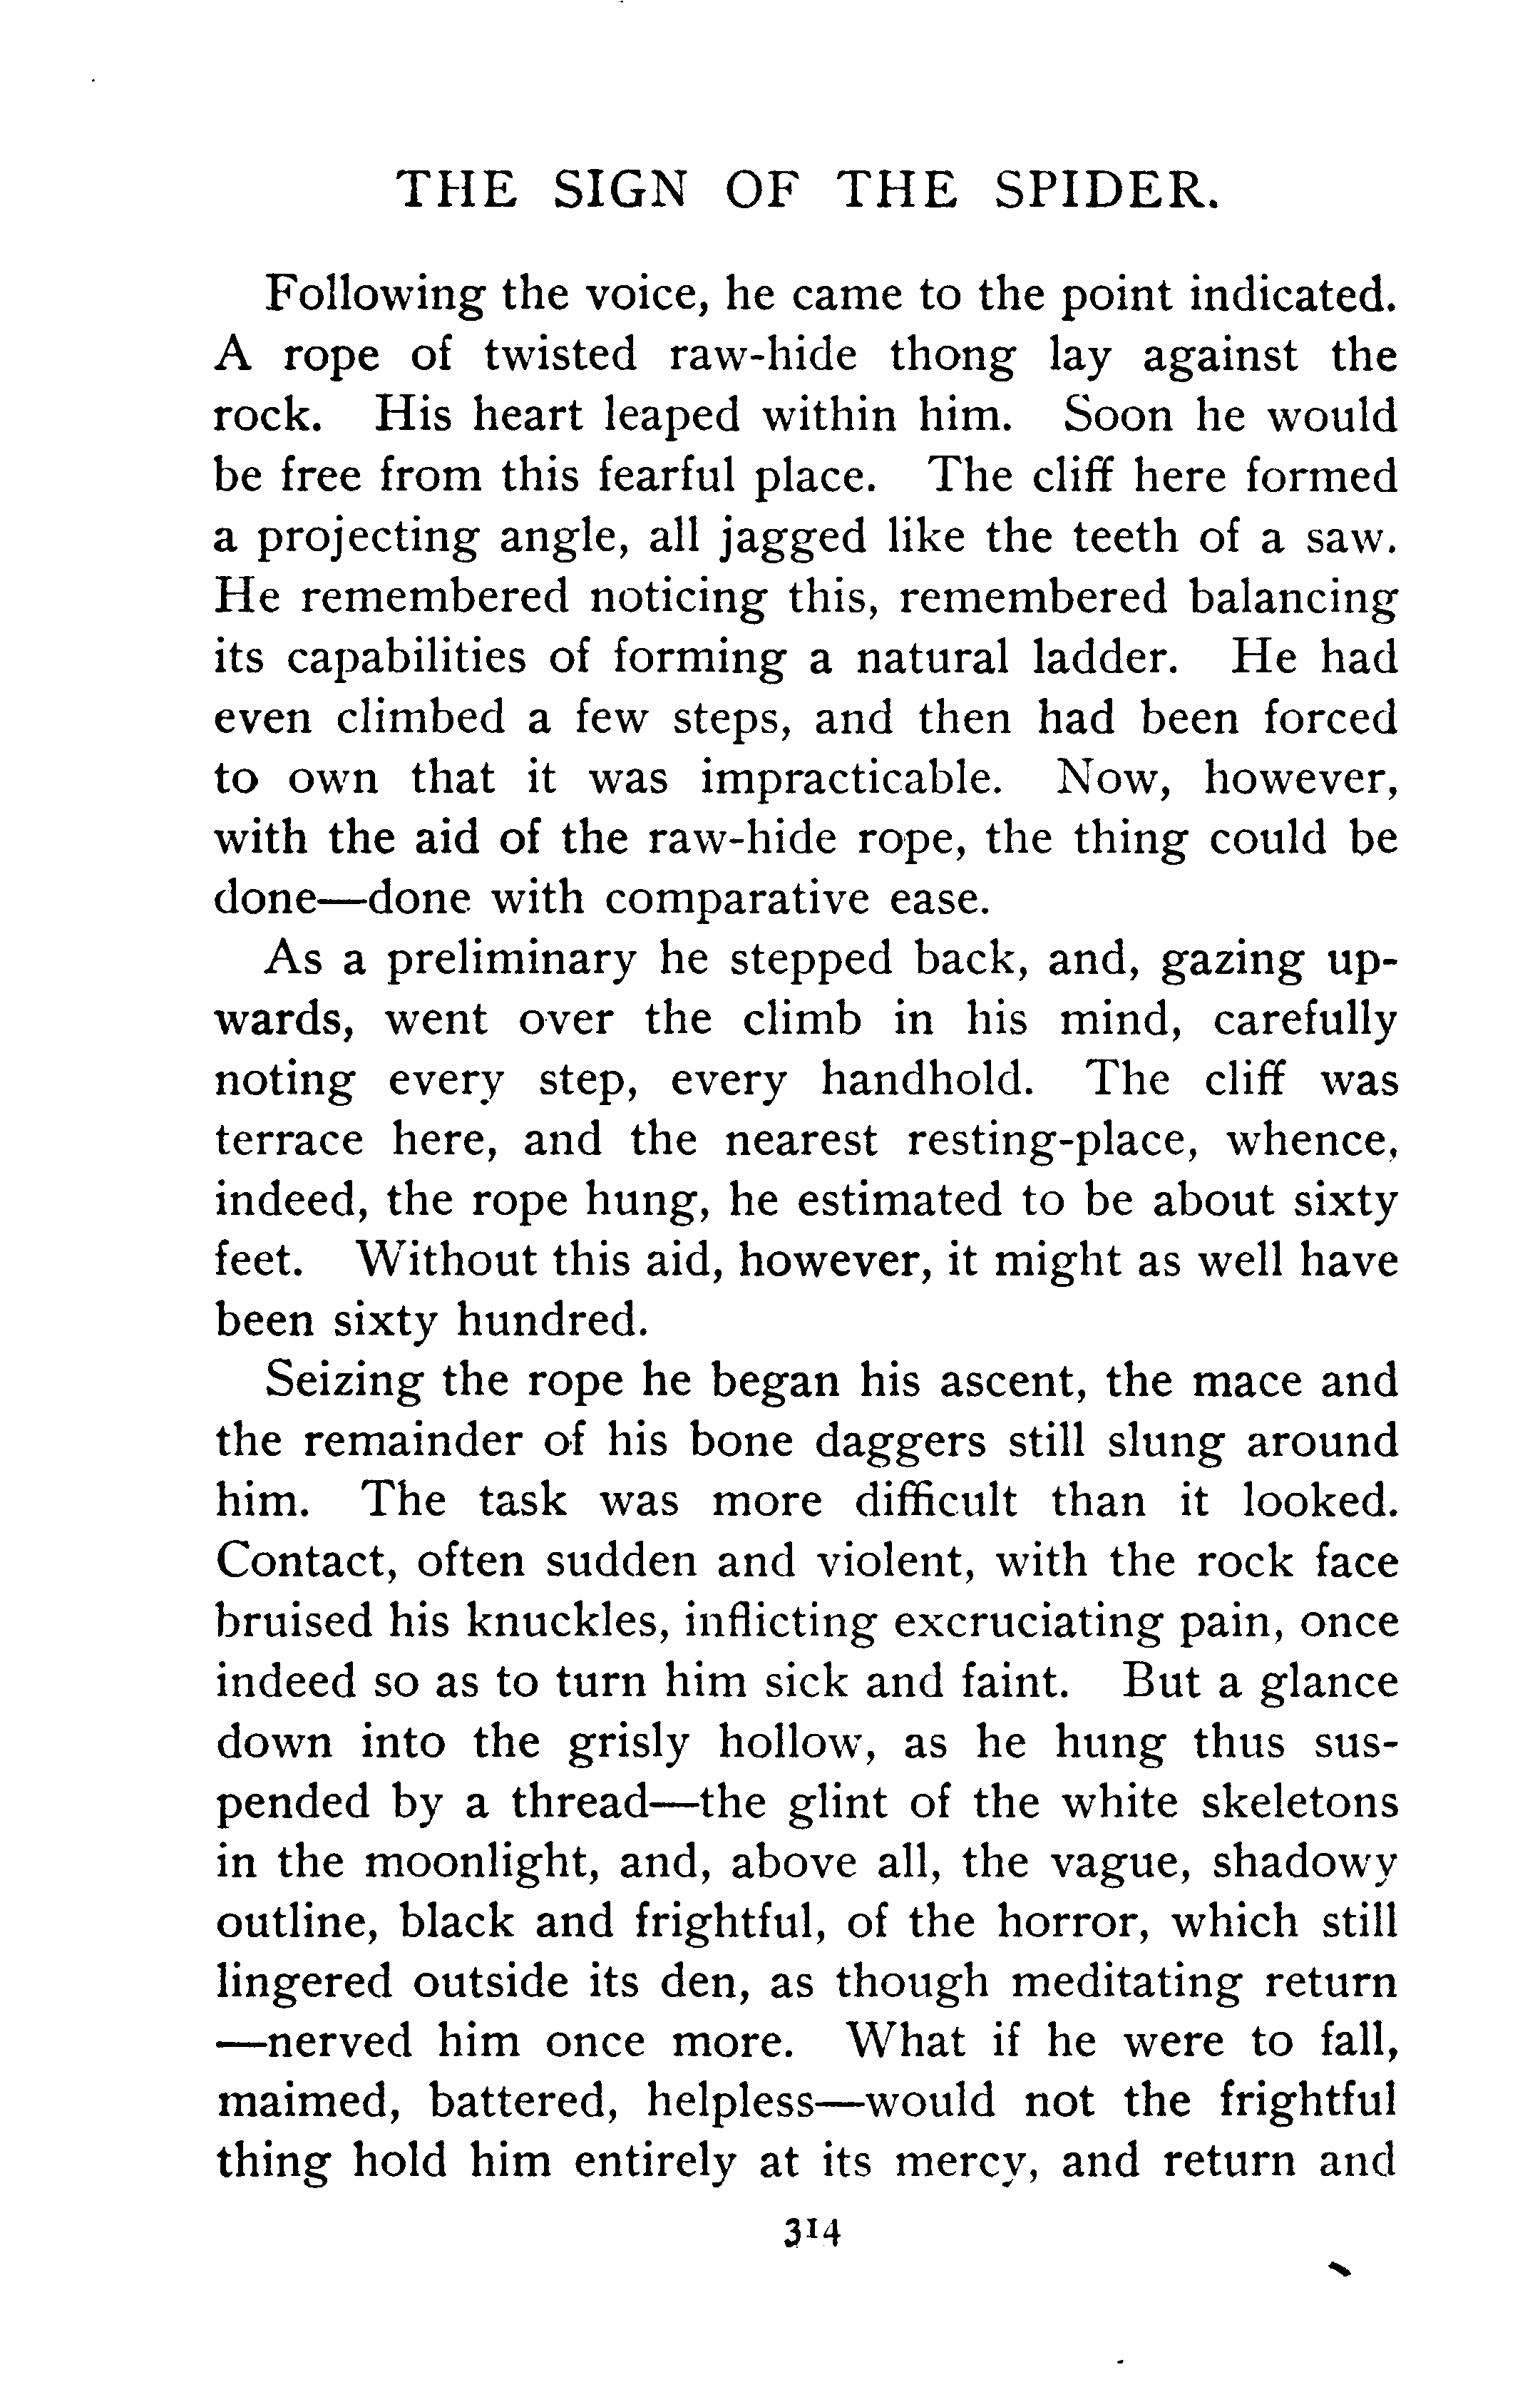 THE SIGN OF THE SPIDER.
Following the voice, he came to the point indicated.
A rope of twisted raw-hide thong lay against the
rock. His heart leaped within him. Soon he would
be free from this fearful place. The cliff here formed
a projecting angle, all jagged like the teeth of a saw.
He remembered noticing this, remembered balancing
its capabilities of forming a natural ladder. He had
even climbed a few steps, and then had been forced
to own that it was impracticable. Now, however,
with the aid of the raw-hide rope, the thing could be
done—done with comparative ease.
As a preliminary he stepped back, and, gazing up-
wards, went over the climb in his mind, carefully
noting every step, every handhold. The cliff was
terrace here, and the nearest resting-place, whence,
indeed, the rope hung, he estimated to be about sixty
feet. Without this aid, however, it might as well have
been sixty hundred.
Seizing the rope he began his ascent, the mace and
the remainder of his bone daggers still slung around
him. The task was more difficult than it looked.
Contact, often sudden and violent, with the rock face
bruised his knuckles, inflicting excruciating pain, once
indeed so as to turn him sick and faint. But a glance
down into the grisly hollow, as he hung thus sus-
pended by a thread—the glint of the white skeletons
in the moonlight, and, above all, the vague, shadowy
outline, black and frightful, of the horror, which still
lingered outside its den, as though meditating return
—nerved him once more. What if he were to fall,
maimed, battered, helpless—would not the frightful
thing hold him entirely at its mercy, and return and
314